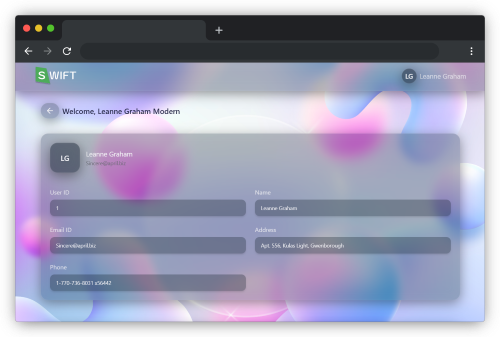 SWIFT
LG Leanne Graham
Welcome, Leanne Graham Modern
LG
Leanne Graham
Sincere@april.biz
User ID
Name
1
Leanne Graham
Email ID
Address
Sincere@april.biz
Apt. 556, Kulas Light, Gwenborough
Phone
1-770-736-8031 x56442